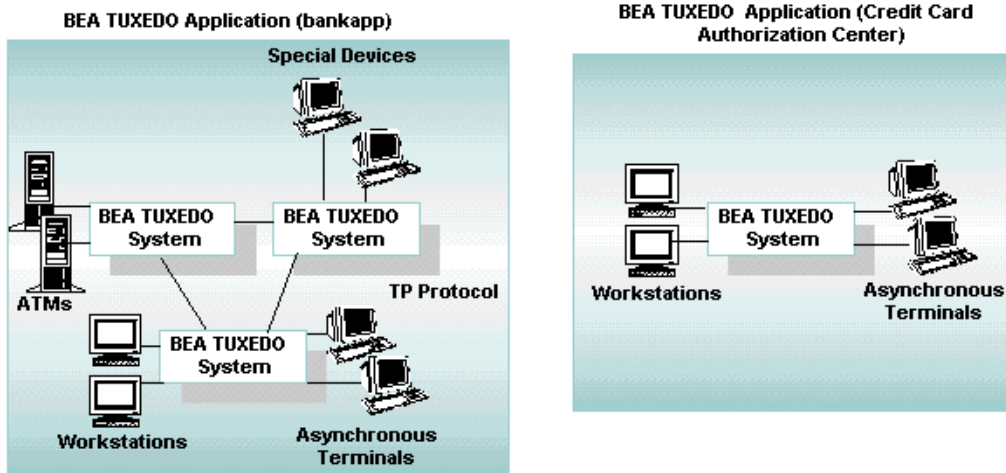 BEA TUXEDO Application (bankapp)
Special Devices
BEA TUXEDO
System
BEA TUXEDO
System
ATMs
TP Protocol
BEA TUXEDO
System
Workstations
Asynchronous
Terminals
BEA TUXEDO Application (Credit Card
Authorization Center)
BEA TUXEDO
System
Workstations
Asynchronous
Terminals